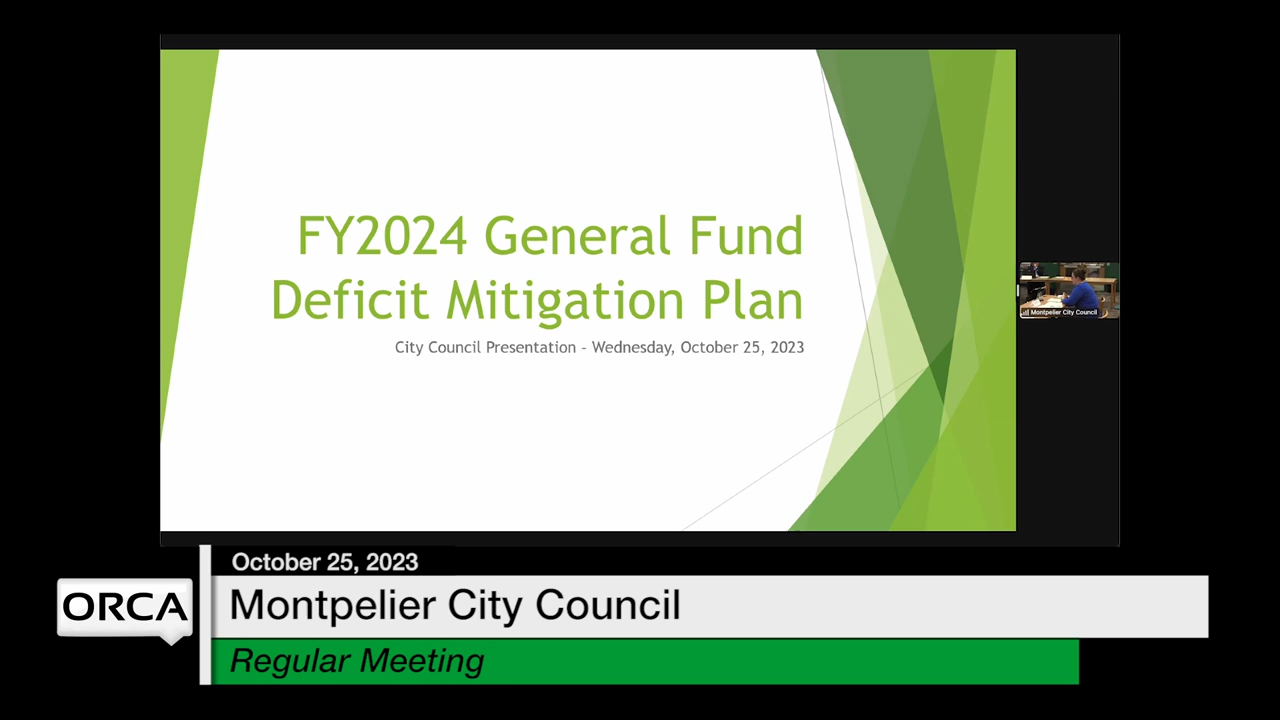 FY2024 General Fund
Deficit Mitigation Plan
City Council Presentation - Wednesday, October 25, 2023
Montpelier City Council
October 25, 2023
ORCA
Montpelier City Council
Regular Meeting